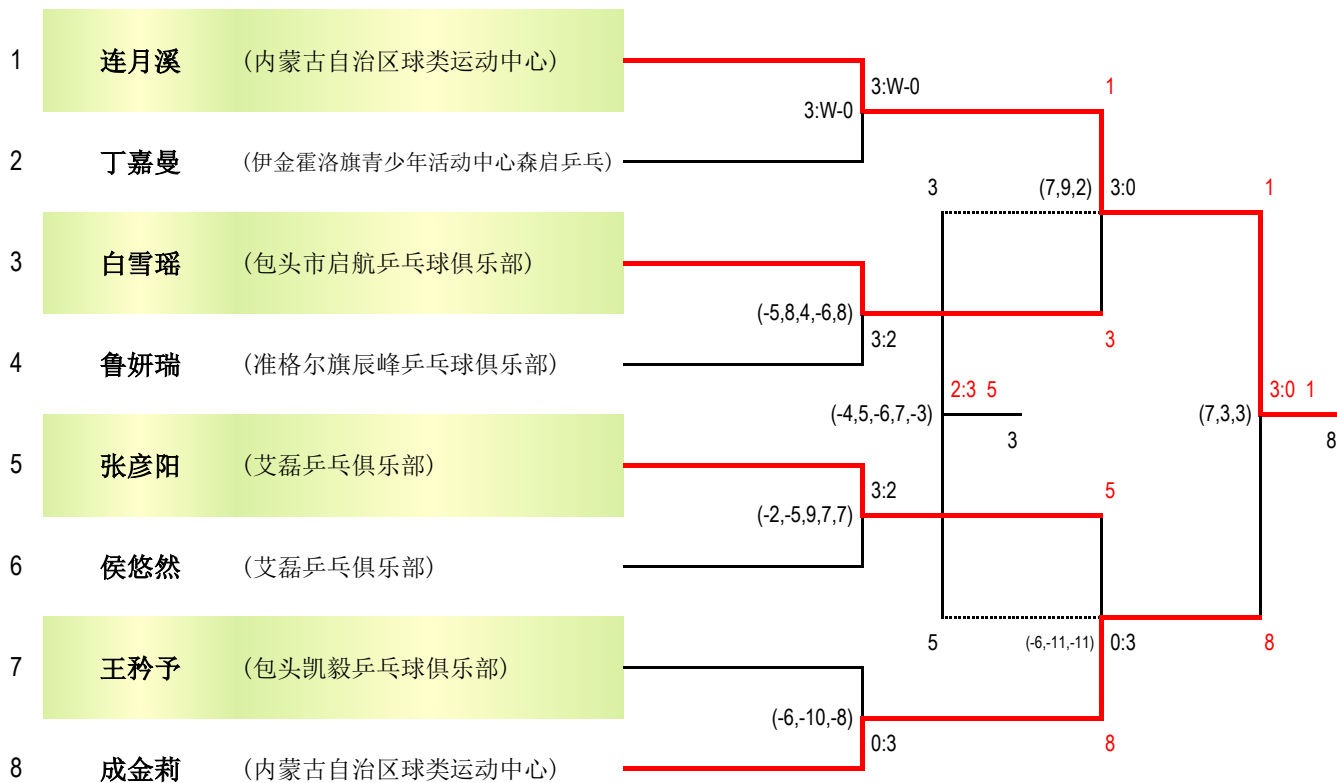 1 连月溪 (内蒙古自治区球类运动中心)
3:W-0 1
3:W-0
2 丁嘉曼 (伊金霍洛旗青少年活动中心森启乒乓)
3 (7,9,2) 3:0 1
3 白雪瑶 (包头市启航乒乓球俱乐部)
(-5,8,4,-6,8)
3:2 3
4 鲁妍瑞 (准格尔旗辰峰乒乓球俱乐部)
2:3 5 3:0 1
(-4,5,-6,7,-3) (7,3,3)
3 8
5 张彦阳 (艾磊乒乓俱乐部)
3:2 5
(-2,-5,9,7,7)
6 侯悠然 (艾磊乒乓俱乐部)
5 (-6,-11,-11) 0:3 8
7 王矜予 (包头凯毅乒乓球俱乐部)
(-6,-10,-8)
0:3 8
8 成金莉 (内蒙古自治区球类运动中心)